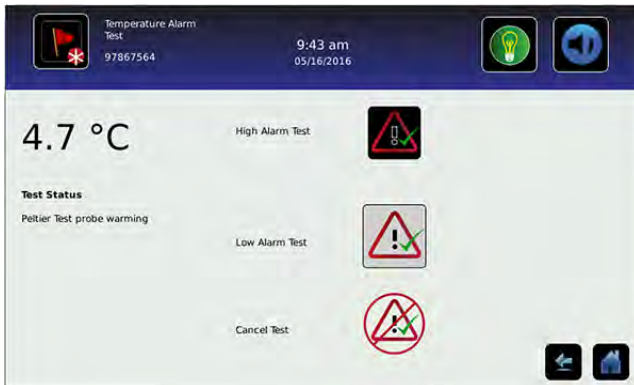 Temperature Alarm
Test
97867564
9:43 am
05/16/2016
4.7 °C
High Alarm Test
Test Status
Peltier Test probe warming
Low Alarm Test
Cancel Test